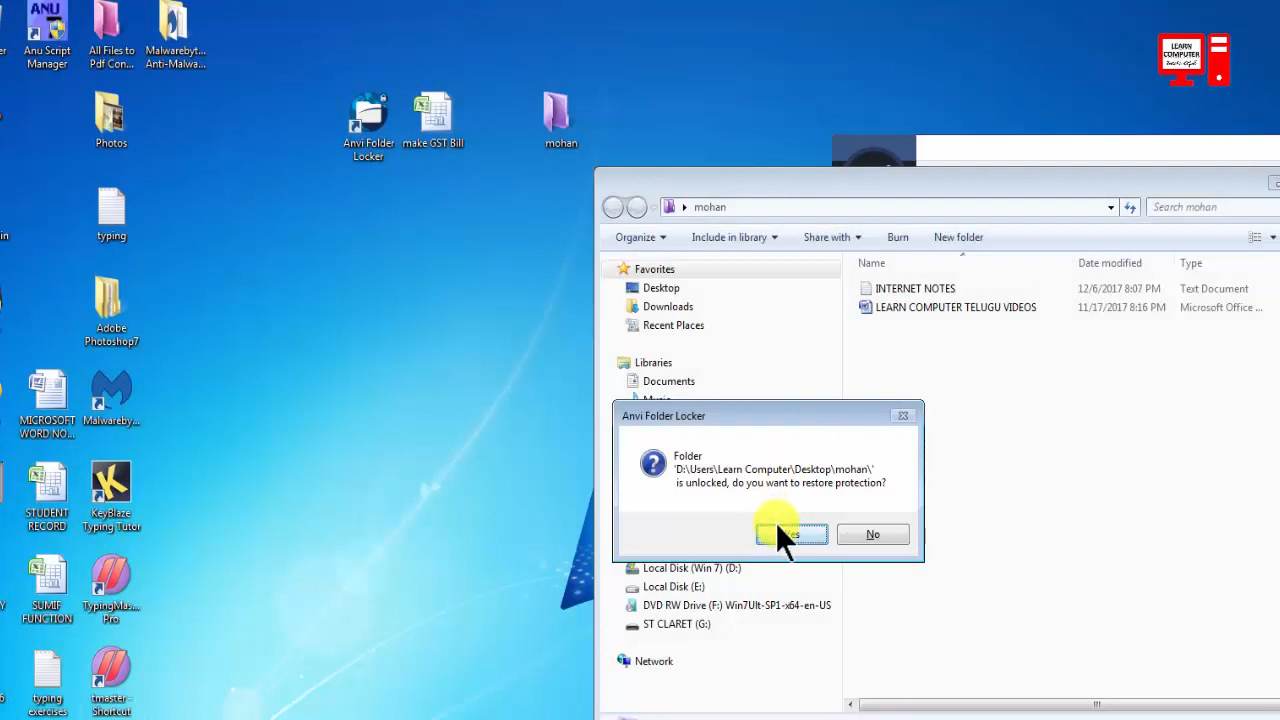 ANU
Anu Script
Manager
All Files to
Pdf Con...
Malwarebyt...
Anti-Malwa...
LEARN
COMPUTER
Photos
Anvi Folder
Locker
make GST Bill
mohan
typing
Adobe
Photoshop7
MICROSOFT
WORD NO...
Malwareby...
STUDENT
RECORD
KeyBlaze
Typing Tutor
SUMIF
FUNCTION
TypingMas...
Pro
typing
exercises
tmaster -
Shortcut
mohan
Search mohan
Organize
Include in library
Share with
Burn
New folder
Favorites
Desktop
Downloads
Recent Places
Libraries
Documents
Music
Name
Date modified
Type
INTERNET NOTES
12/6/2017 8:07 PM
Text Document
LEARN COMPUTER TELUGU VIDEOS
11/17/2017 8:16 PM
Microsoft Office ...
Anvi Folder Locker
Folder
'D:\Users\Learn Computer\Desktop\mohan\'
is unlocked, do you want to restore protection?
No
Local Disk (Win 7) (D:)
Local Disk (E:)
DVD RW Drive (F:) Win7Ult-SP1-x64-en-US
ST CLARET (G:)
Network